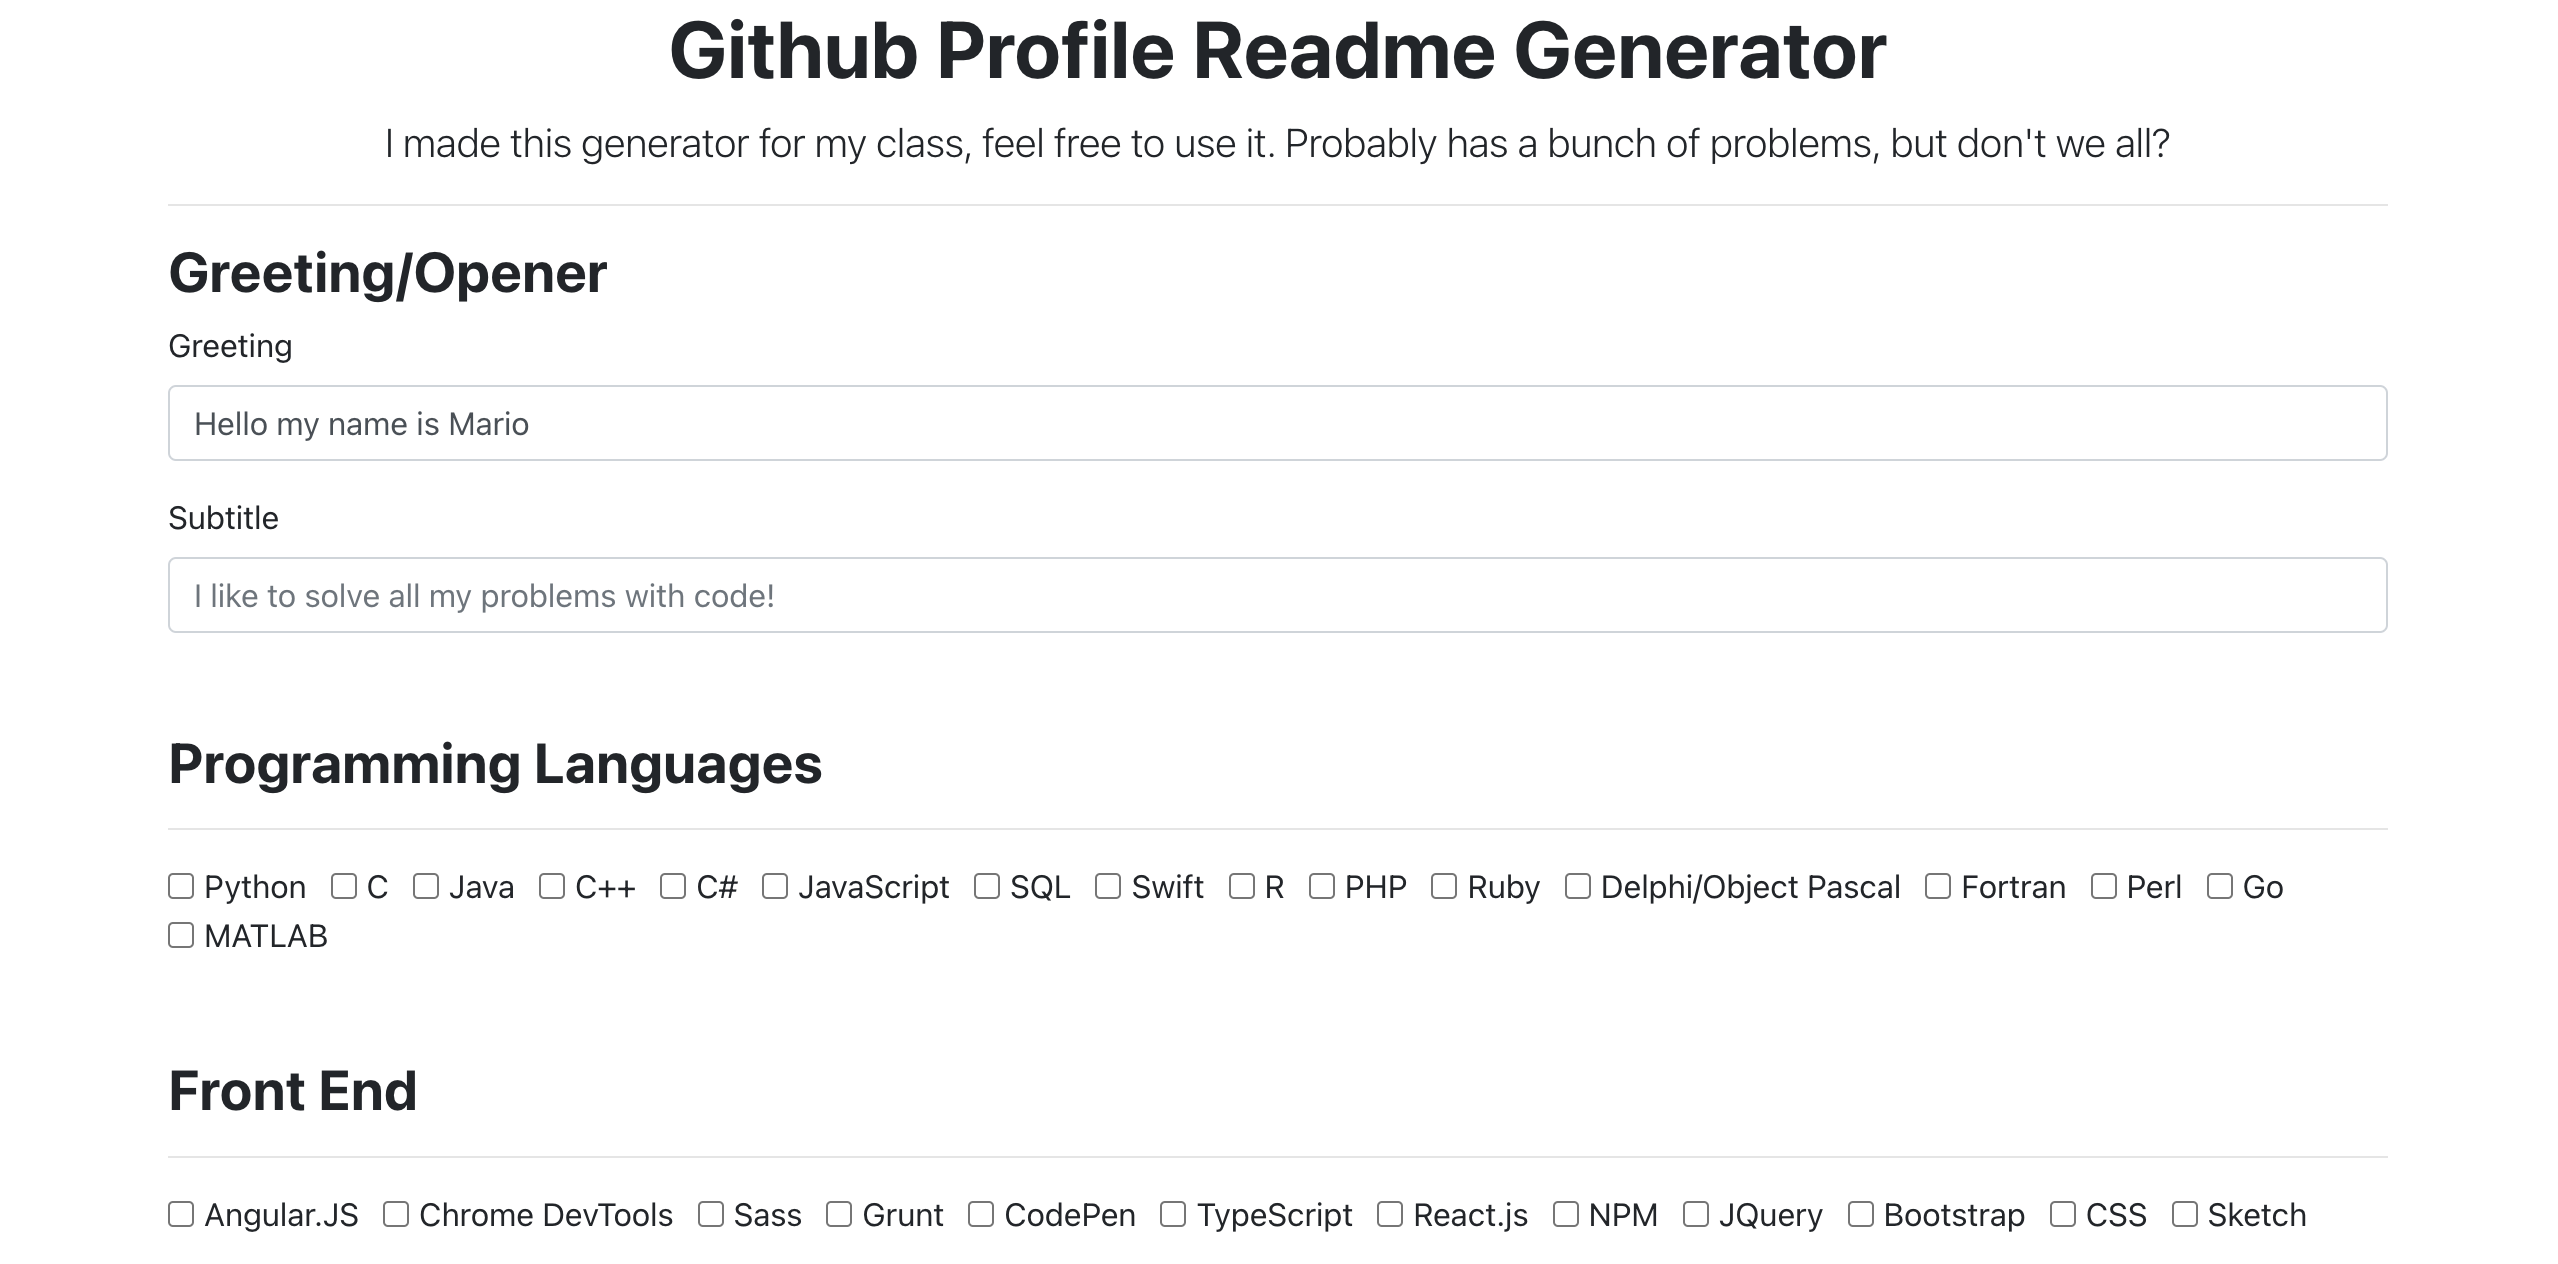 Github Profile Readme Generator
I made this generator for my class, feel free to use it. Probably has a bunch of problems, but don't we all?
Greeting/Opener
Greeting
Hello my name is Mario
Subtitle
I like to solve all my problems with code!
Programming Languages
Python C Java C++ C# JavaScript SQL Swift R PHP Ruby Delphi/Object Pascal Fortran Perl Go
MATLAB
Front End
Angular.JS Chrome DevTools Sass Grunt CodePen TypeScript React.js NPM JQuery Bootstrap CSS Sketch